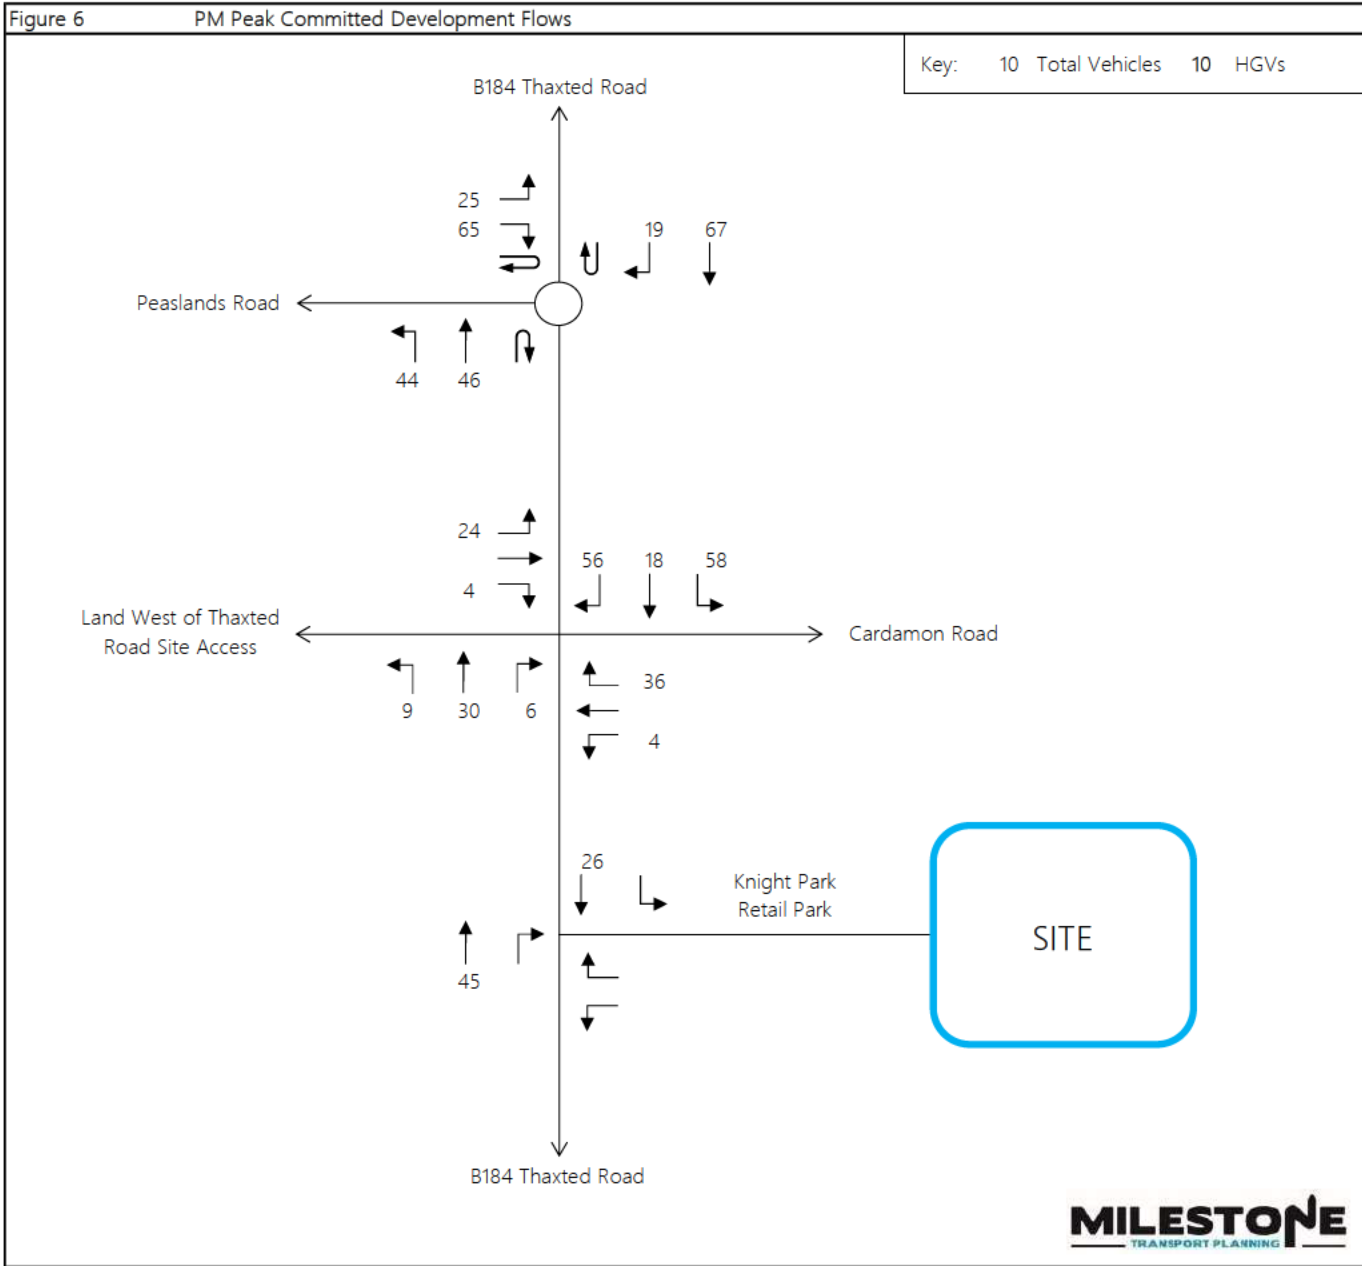 Figure 6 PM Peak Committed Development Flows
Key: 10 Total Vehicles 10 HGVs
B184 Thaxted Road
25
65
19 67
Peaslands Road
44 46
24
56 18 58
4
Land West of Thaxted
Road Site Access
Cardamon Road
36
9 30 6
4
26
Knight Park
Retail Park
SITE
45
B184 Thaxted Road
MILESTONE
TRANSPORT PLANNING